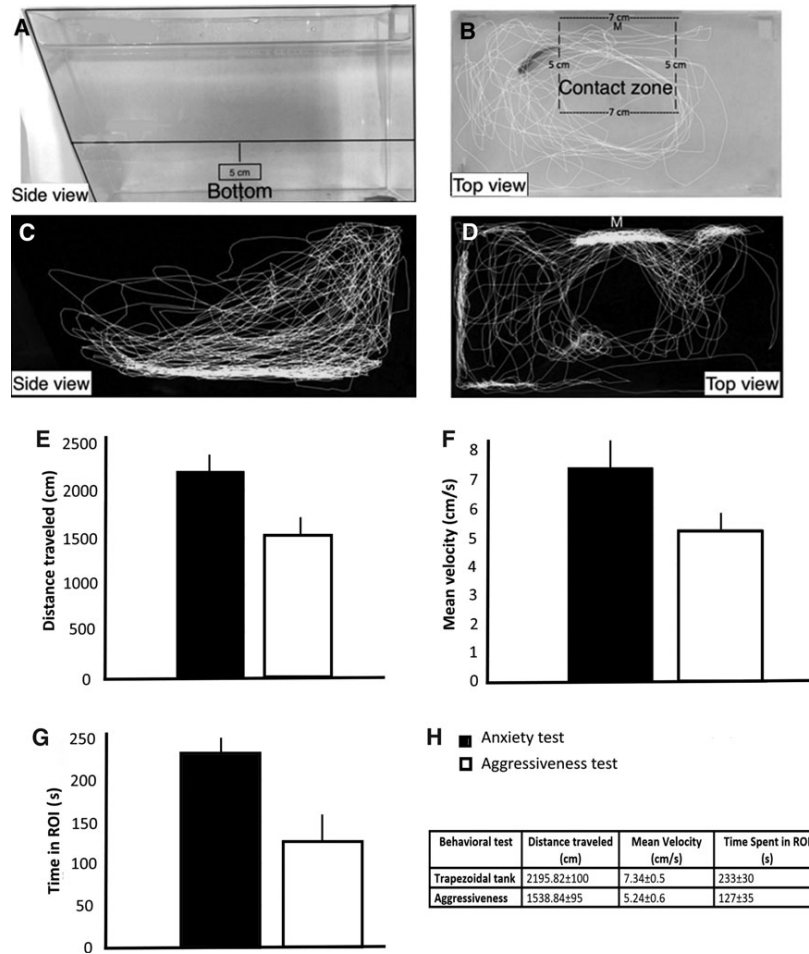 A
5 cm
Bottom
Side view
B
7 cm
M
5 cm
5 cm
Contact zone
7 cm
Top view
C
Side view
D
M
Top view
E
Distance traveled (cm)
2500
2000
1500
1000
500
0
F
Mean velocity (cm/s)
8
7
6
5
4
3
2
1
0
G
Time in ROI (s)
250
200
150
100
50
0
H
Anxiety test
Aggressiveness test
Behavioral test Distance traveled (cm) Mean Velocity (cm/s) Time Spent in ROI (s)
Trapezoidal tank 2195.82±100 7.34±0.5 233±30
Aggressiveness 1538.84±95 5.24±0.6 127±35